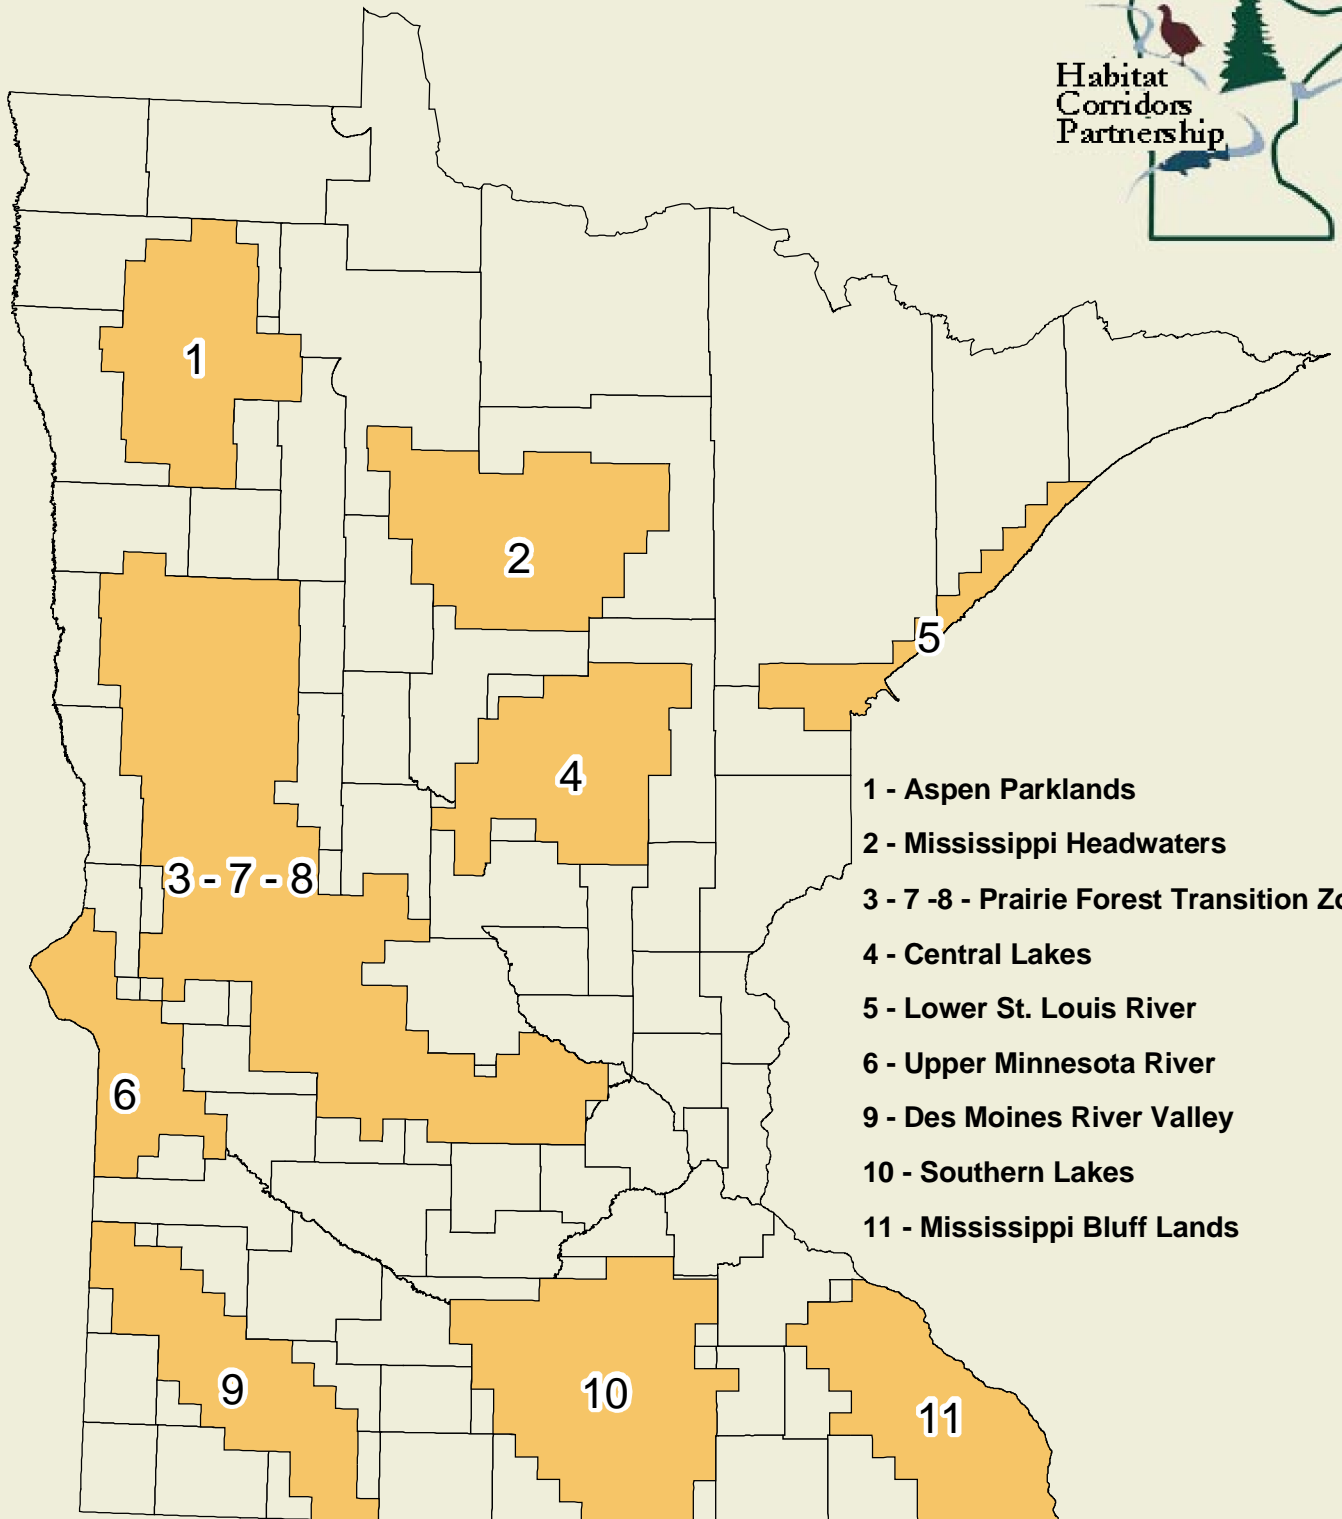 Habitat
Corridors
Partnership
1
2
5
4
3 - 7 - 8
6
9
10
11
1 - Aspen Parklands
2 - Mississippi Headwaters
3 - 7 -8 - Prairie Forest Transition
4 - Central Lakes
5 - Lower St. Louis River
6 - Upper Minnesota River
9 - Des Moines River Valley
10 - Southern Lakes
11 - Mississippi Bluff Lands